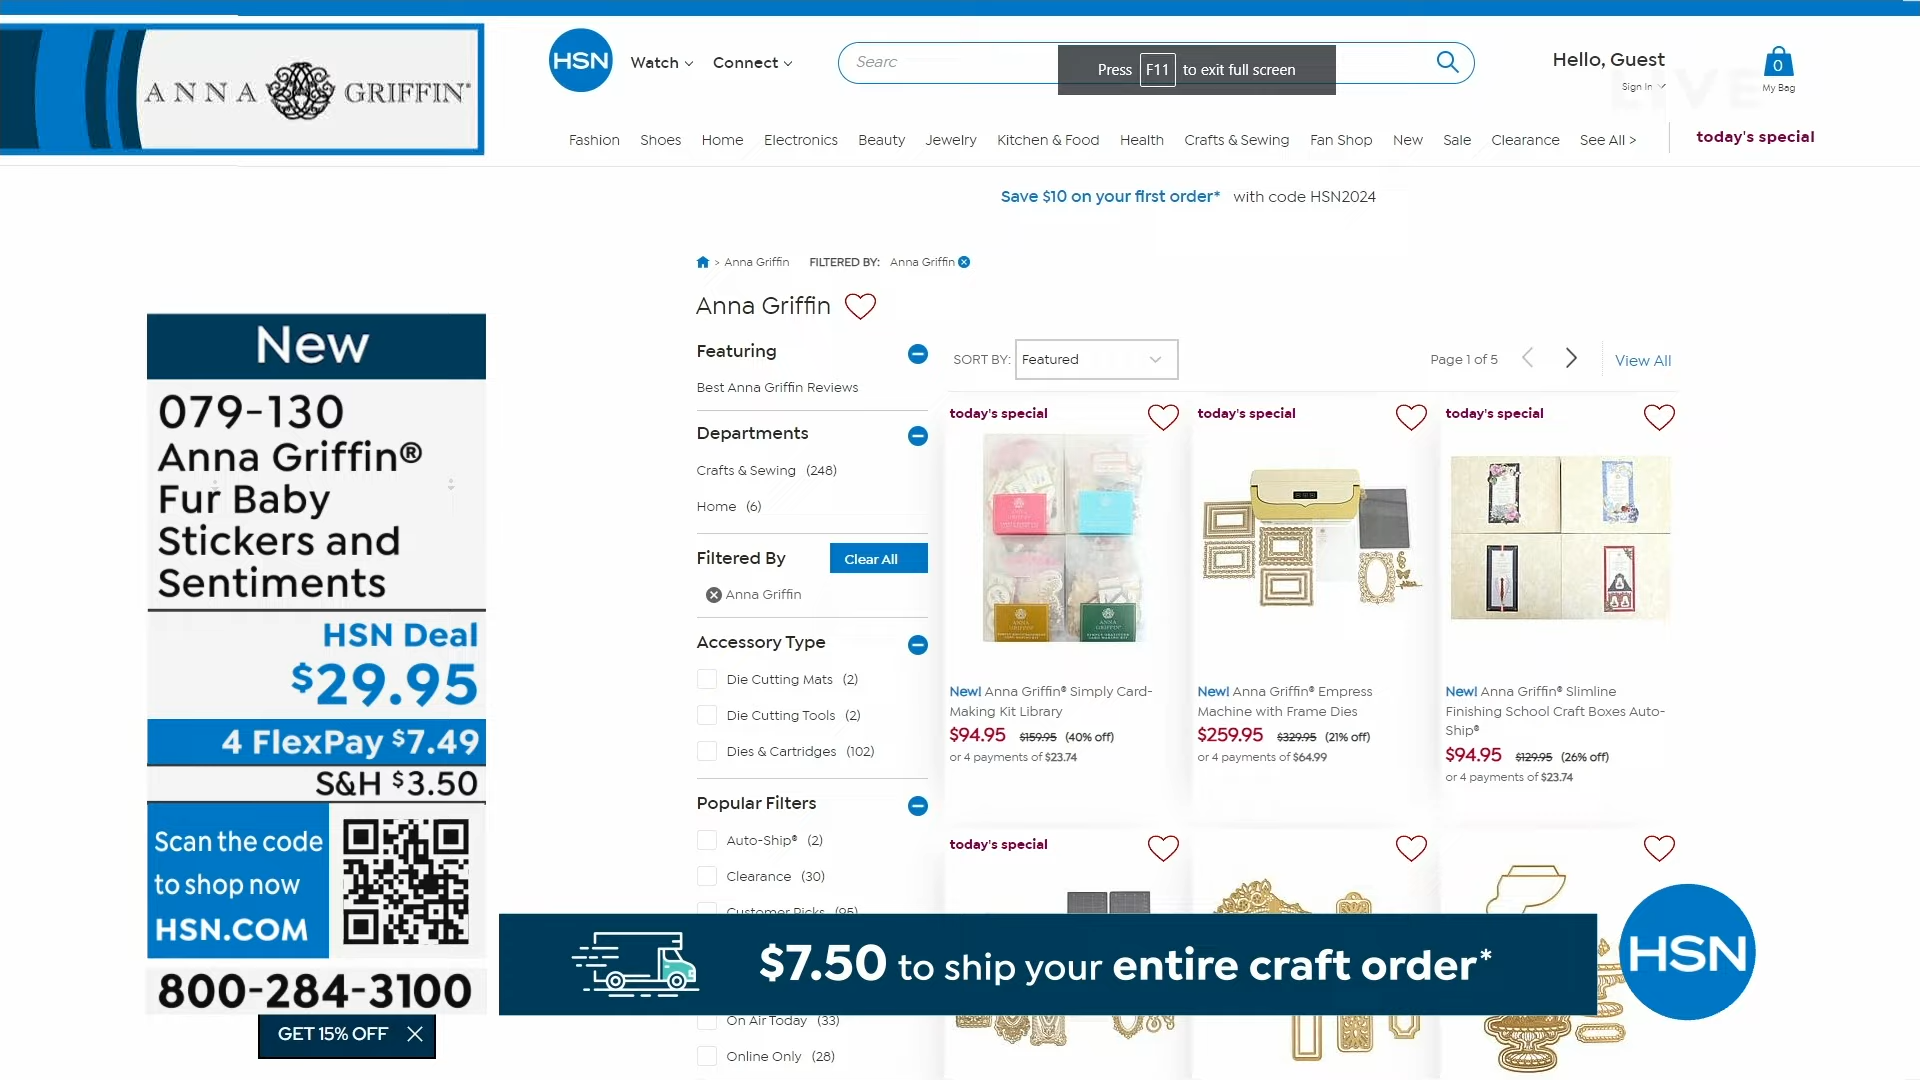 ANNA GRIFFIN®
HSN
Watch
Connect
Searc
Press F11 to exit full screen
Hello, Guest
Sign In
LIVE
0
My Bag
Fashion Shoes Home Electronics Beauty Jewelry Kitchen & Food Health Crafts & Sewing Fan Shop New Sale Clearance See All >
today's special
Save $10 on your first order* with code HSN2024
> Anna Griffin FILTERED BY: Anna Griffin
Anna Griffin
New
079-130
Anna Griffin®
Fur Baby
Stickers and
Sentiments
HSN Deal
$29.95
4 FlexPay $7.49
S&H $3.50
Scan the code
to shop now
HSN.COM
800-284-3100
GET 15% OFF
Featuring
Best Anna Griffin Reviews
Departments
Crafts & Sewing (248)
Home (6)
Filtered By
Clear All
Anna Griffin
Accessory Type
Die Cutting Mats (2)
Die Cutting Tools (2)
Dies & Cartridges (102)
Popular Filters
Auto-Ship® (2)
Clearance (30)
Customer Picks (95)
On Air Today (33)
Online Only (28)
SORT BY: Featured
Page 1 of 5
View All
today's special
ANNA
GRIFFIN
ANNA
GRIFFIN
New! Anna Griffin® Simply Card-
Making Kit Library
$94.95 $159.95 (40% off)
or 4 payments of $23.74
today's special
New! Anna Griffin® Empress
Machine with Frame Dies
$259.95 $329.95 (21% off)
or 4 payments of $64.99
today's special
New! Anna Griffin® Slimline
Finishing School Craft Boxes Auto-
Ship®
$94.95 $129.95 (26% off)
or 4 payments of $23.74
today's special
$7.50 to ship your entire craft order*
HSN